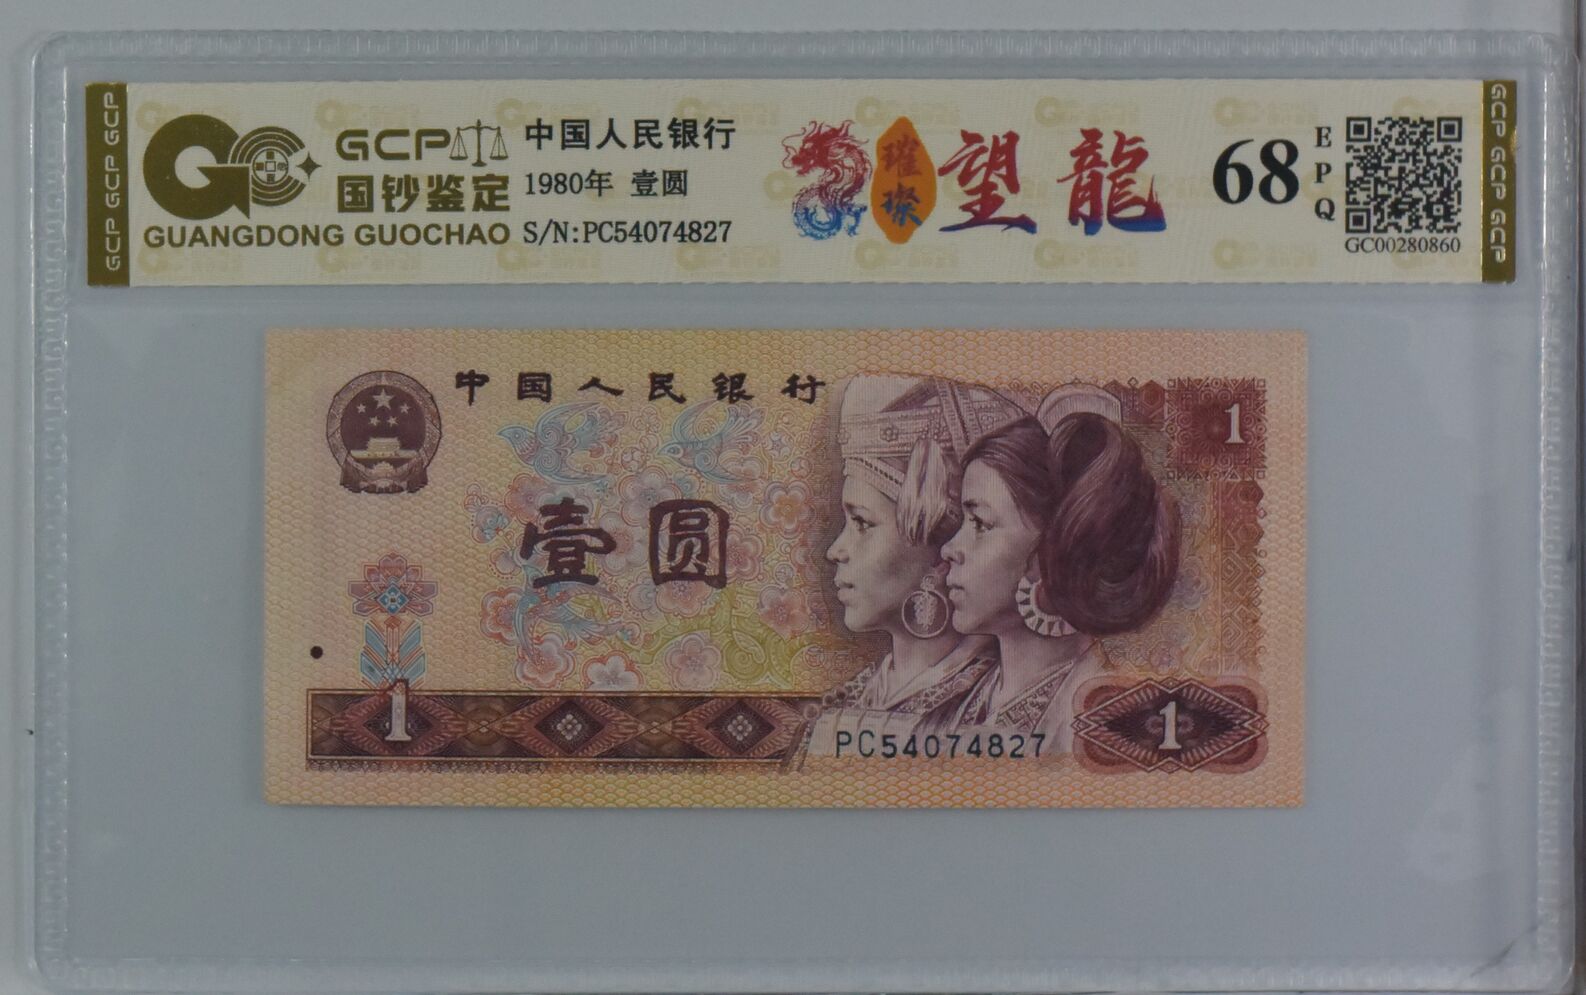 GCP GCP GCP
GCP
国钞鉴定
GUANGDONG GUOCHAO
中国人民银行
1980年 壹圆
S/N:PC54074827
璀璨
望龍
68
EPQ
GC00280860
GCP GCP GCP
中国人民银行
1
壹圆
1
PC54074827
1